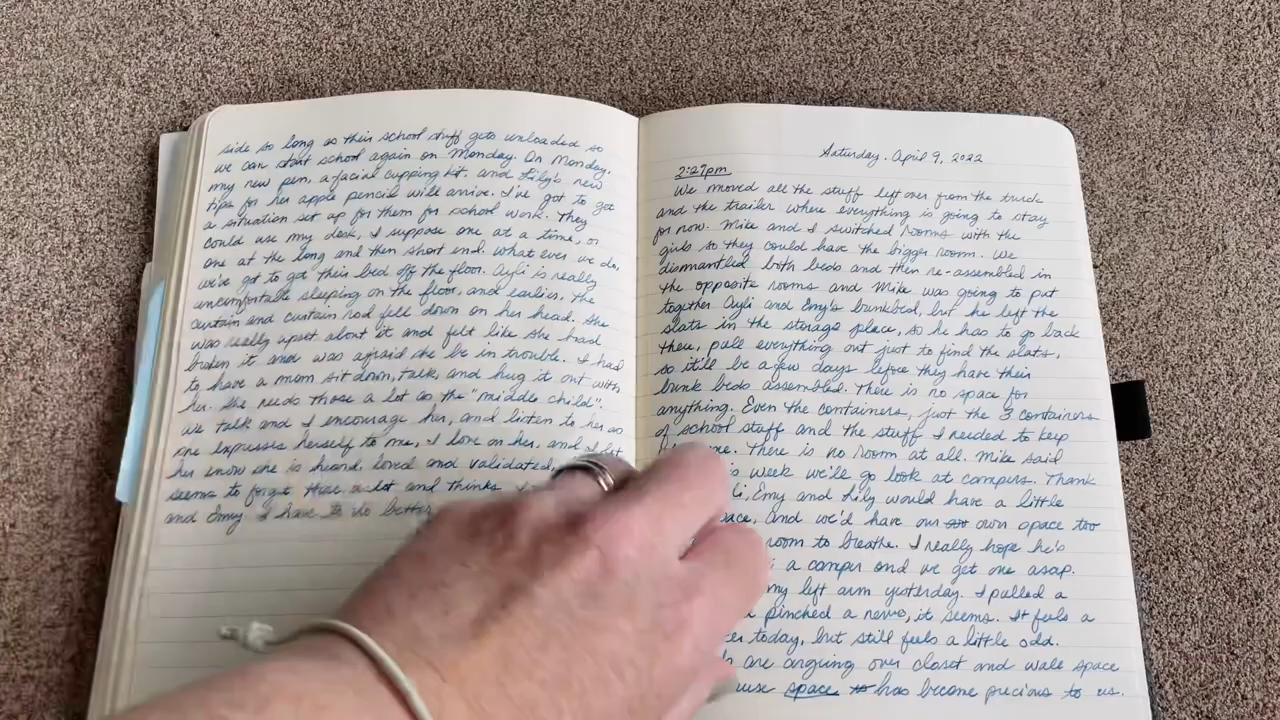 side so long as their school stuff gets unloaded so
we can start school again on Monday. On Monday,
my new pen, a facial cupping kit, and Lily's new
tips for her apple pencil will arrive. I've got to get
a situation set up for them for school work. They
could use my desk, I suppose one at a time, or
one at the long end then short end. What ever we do,
we've got to get their bed off the floor. Ayli is really
uncomfortable sleeping on the floor, and earlier, the
curtain and curtain rod fell down on her head. She
was really upset about it and felt like she had
broken it and was afraid she be in trouble. I had
to have a mom sit down, talk, and hug it out with
her. She needs those a lot as the "middle child".
We talk and I encourage her, and listen to her as
she expresses herself to me, I love on her, and I let
her know she is heard, loved and validated,
seems to forget these a lot and thinks
and Emy. I have to do better
Saturday, April 9, 2022
2:27pm
We moved all the stuff left over from the truck
and the trailer where everything is going to stay
for now. Mike and I switched rooms with the
girls so they could have the bigger room. We
dismantled both beds and then re-assembled in
the opposite rooms and Mike was going to put
together Ayli and Emy's bunkbed, but he left the
slats in the storage place, so he has to go back
there, pull everything out just to find the slats,
so it'll be a few days before they have their
bunk beds assembled. There is no space for
anything. Even the containers, just the 3 containers
of school stuff and the stuff I needed to keep
me. There is no room at all. Mike said
week we'll go look at campers. Thank
Emy and Lily would have a little
and we'd have our own space too
room to breathe. I really hope he's
a camper and we get one asap.
my left arm yesterday. I pulled a
pinched a nerve, it seems. It feels a
today, but still feels a little odd.
are arguing over closet and wall space
space has become precious to us.